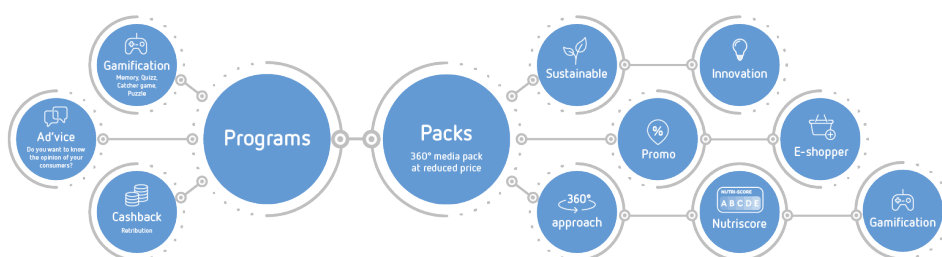 Gamification
Memory, Quizz,
Catcher game,
Puzzle
Ad'vice
Do you want to know
the opinion of your
consumers?
Cashback
Retribution
Programs
Packs
360° media pack
at reduced price
Sustainable
Innovation
%
Promo
E-shopper
360°
approach
NUTRI-SCORE
A B C D E
Nutriscore
Gamification